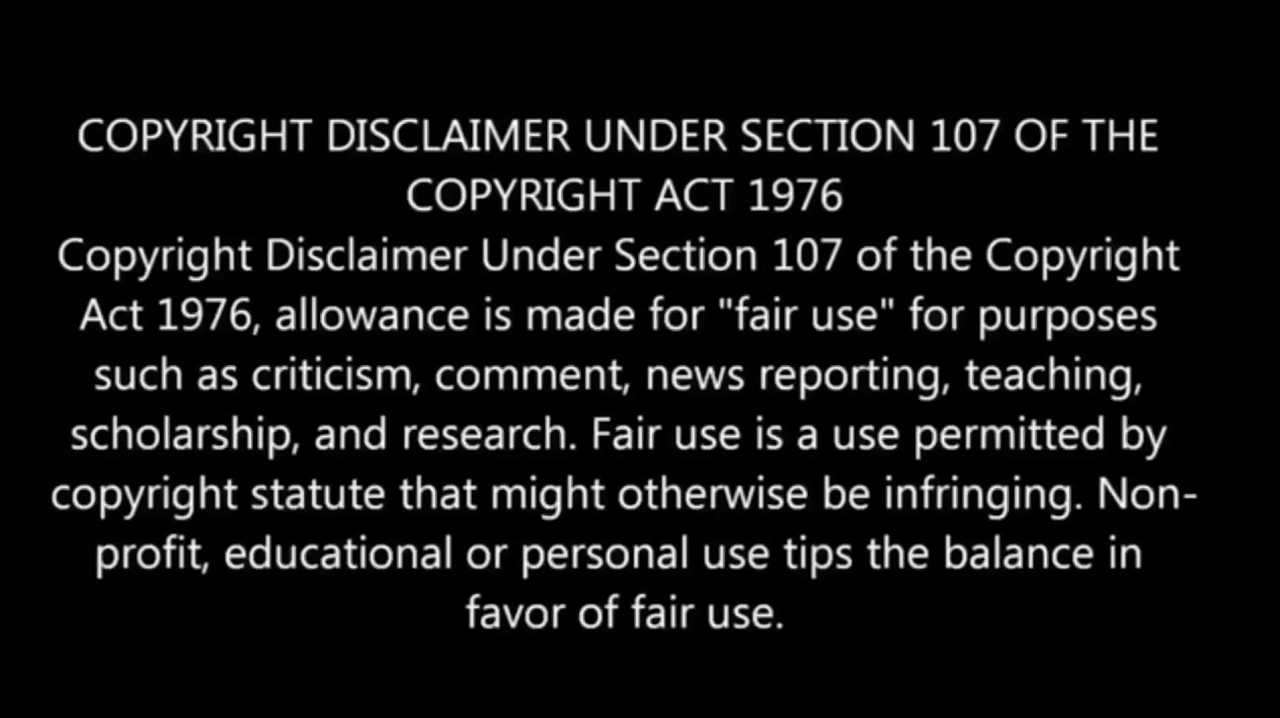 COPYRIGHT DISCLAIMER UNDER SECTION 107 OF THE
COPYRIGHT ACT 1976
Copyright Disclaimer Under Section 107 of the Copyright
Act 1976, allowance is made for "fair use" for purposes
such as criticism, comment, news reporting, teaching,
scholarship, and research. Fair use is a use permitted by
copyright statute that might otherwise be infringing. Non-
profit, educational or personal use tips the balance in
favor of fair use.